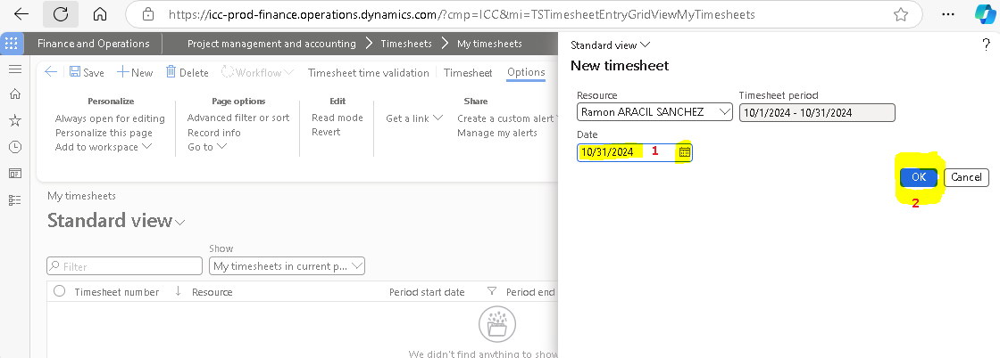 https://icc-prod-finance.operations.dynamics.com/?cmp=ICC&mi=TSTimesheetEntryGridViewMyTimesheets
Finance and Operations
Project management and accounting > Timesheets > My timesheets
Save
New
Delete
Workflow
Timesheet time validation
Timesheet
Options
Personalize
Always open for editing
Personalize this page
Add to workspace
Page options
Advanced filter or sort
Record info
Go to
Edit
Read mode
Revert
Share
Get a link
Create a custom alert
Manage my alerts
My timesheets
Standard view
Show
Filter
My timesheets in current p...
Timesheet number
Resource
Period start date
Period end
We didn't find anything to show
Standard view
?
New timesheet
Resource
Ramon ARACIL SANCHEZ
Timesheet period
10/1/2024 - 10/31/2024
Date
10/31/2024
1
OK
Cancel
2